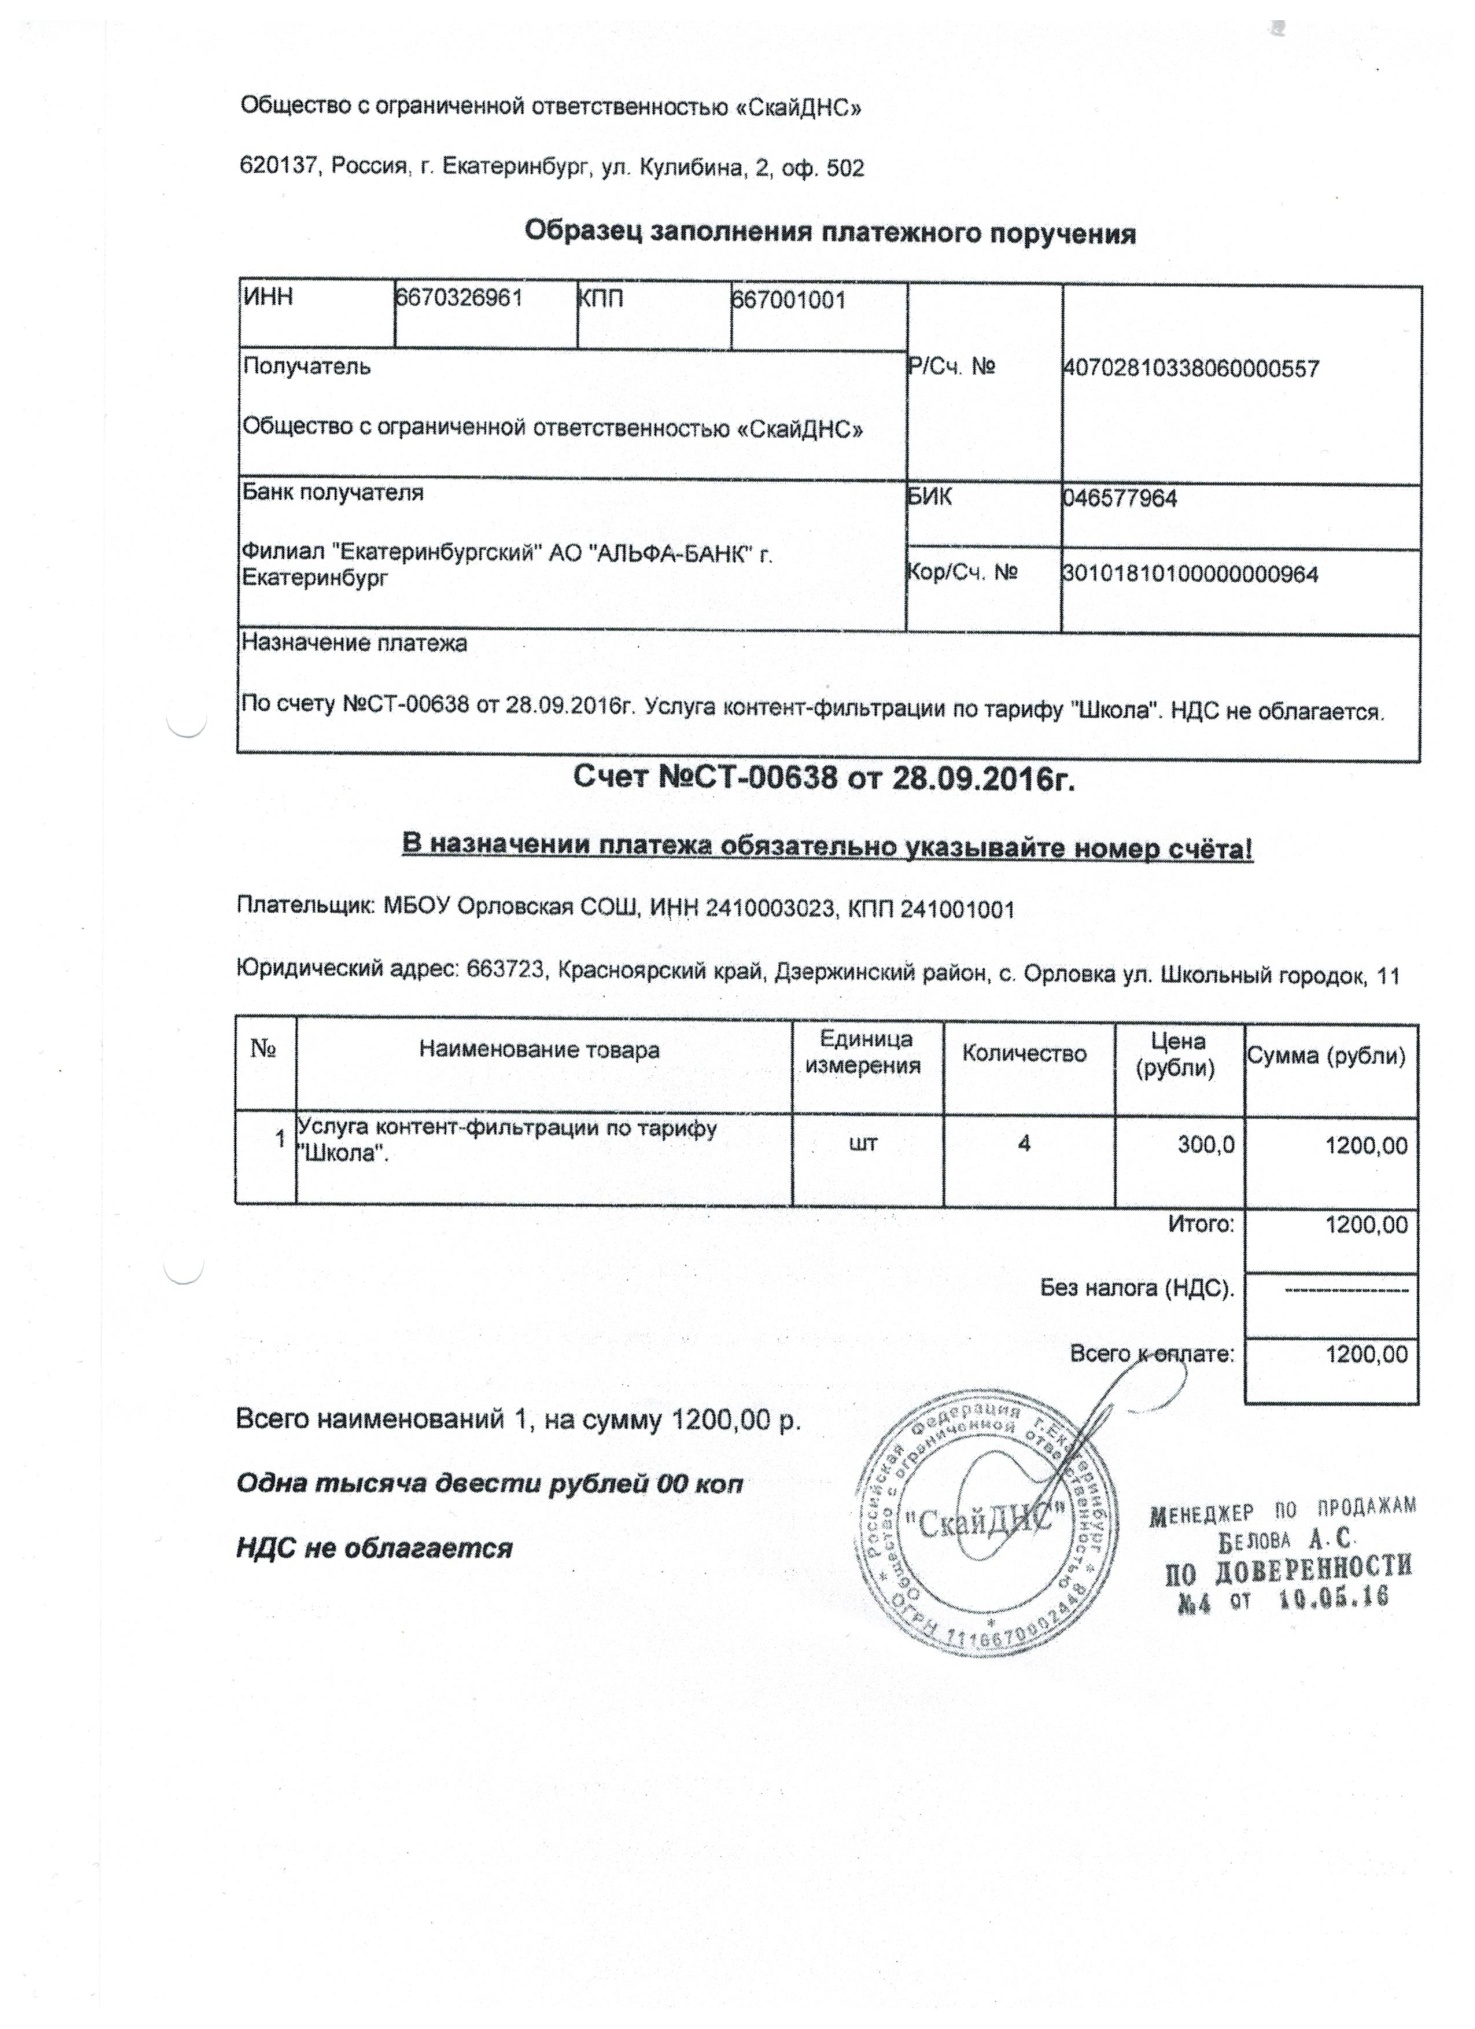 Общество с ограниченной ответственностью «СкайДНС»
620137, Россия, г. Екатеринбург, ул. Кулибина, 2, оф. 502
Образец заполнения платежного поручения
ИНН 6670326961 КПП 667001001
Получатель Р/Сч. № 40702810338060000557
Общество с ограниченной ответственностью «СкайДНС»
Банк получателя БИК 046577964
Филиал "Екатеринбургский" АО "АЛЬФА-БАНК" г.
Екатеринбург Кор/Сч. № 30101810100000000964
Назначение платежа
По счету №СТ-00638 от 28.09.2016г. Услуга контент-фильтрации по тарифу "Школа". НДС не облагается.
Счет №СТ-00638 от 28.09.2016г.
В назначении платежа обязательно указывайте номер счёта!
Плательщик: МБОУ Орловская СОШ, ИНН 2410003023, КПП 241001001
Юридический адрес: 663723, Красноярский край, Дзержинский район, с. Орловка ул. Школьный городок, 11
№ Наименование товара Единица измерения Количество Цена (рубли) Сумма (рубли)
1 Услуга контент-фильтрации по тарифу "Школа". шт 4 300,0 1200,00
Итого: 1200,00
Без налога (НДС). ----------------
Всего к оплате: 1200,00
Всего наименований 1, на сумму 1200,00 р.
Одна тысяча двести рублей 00 коп
НДС не облагается
* Российская Федерация г.Екатеринбург * ОГРН 1116670002448
Общество с ограниченной ответственностью *
"СкайДНС"
МЕНЕДЖЕР ПО ПРОДАЖАМ
БЕЛОВА А.С.
ПО ДОВЕРЕННОСТИ
№4 от 10.05.16